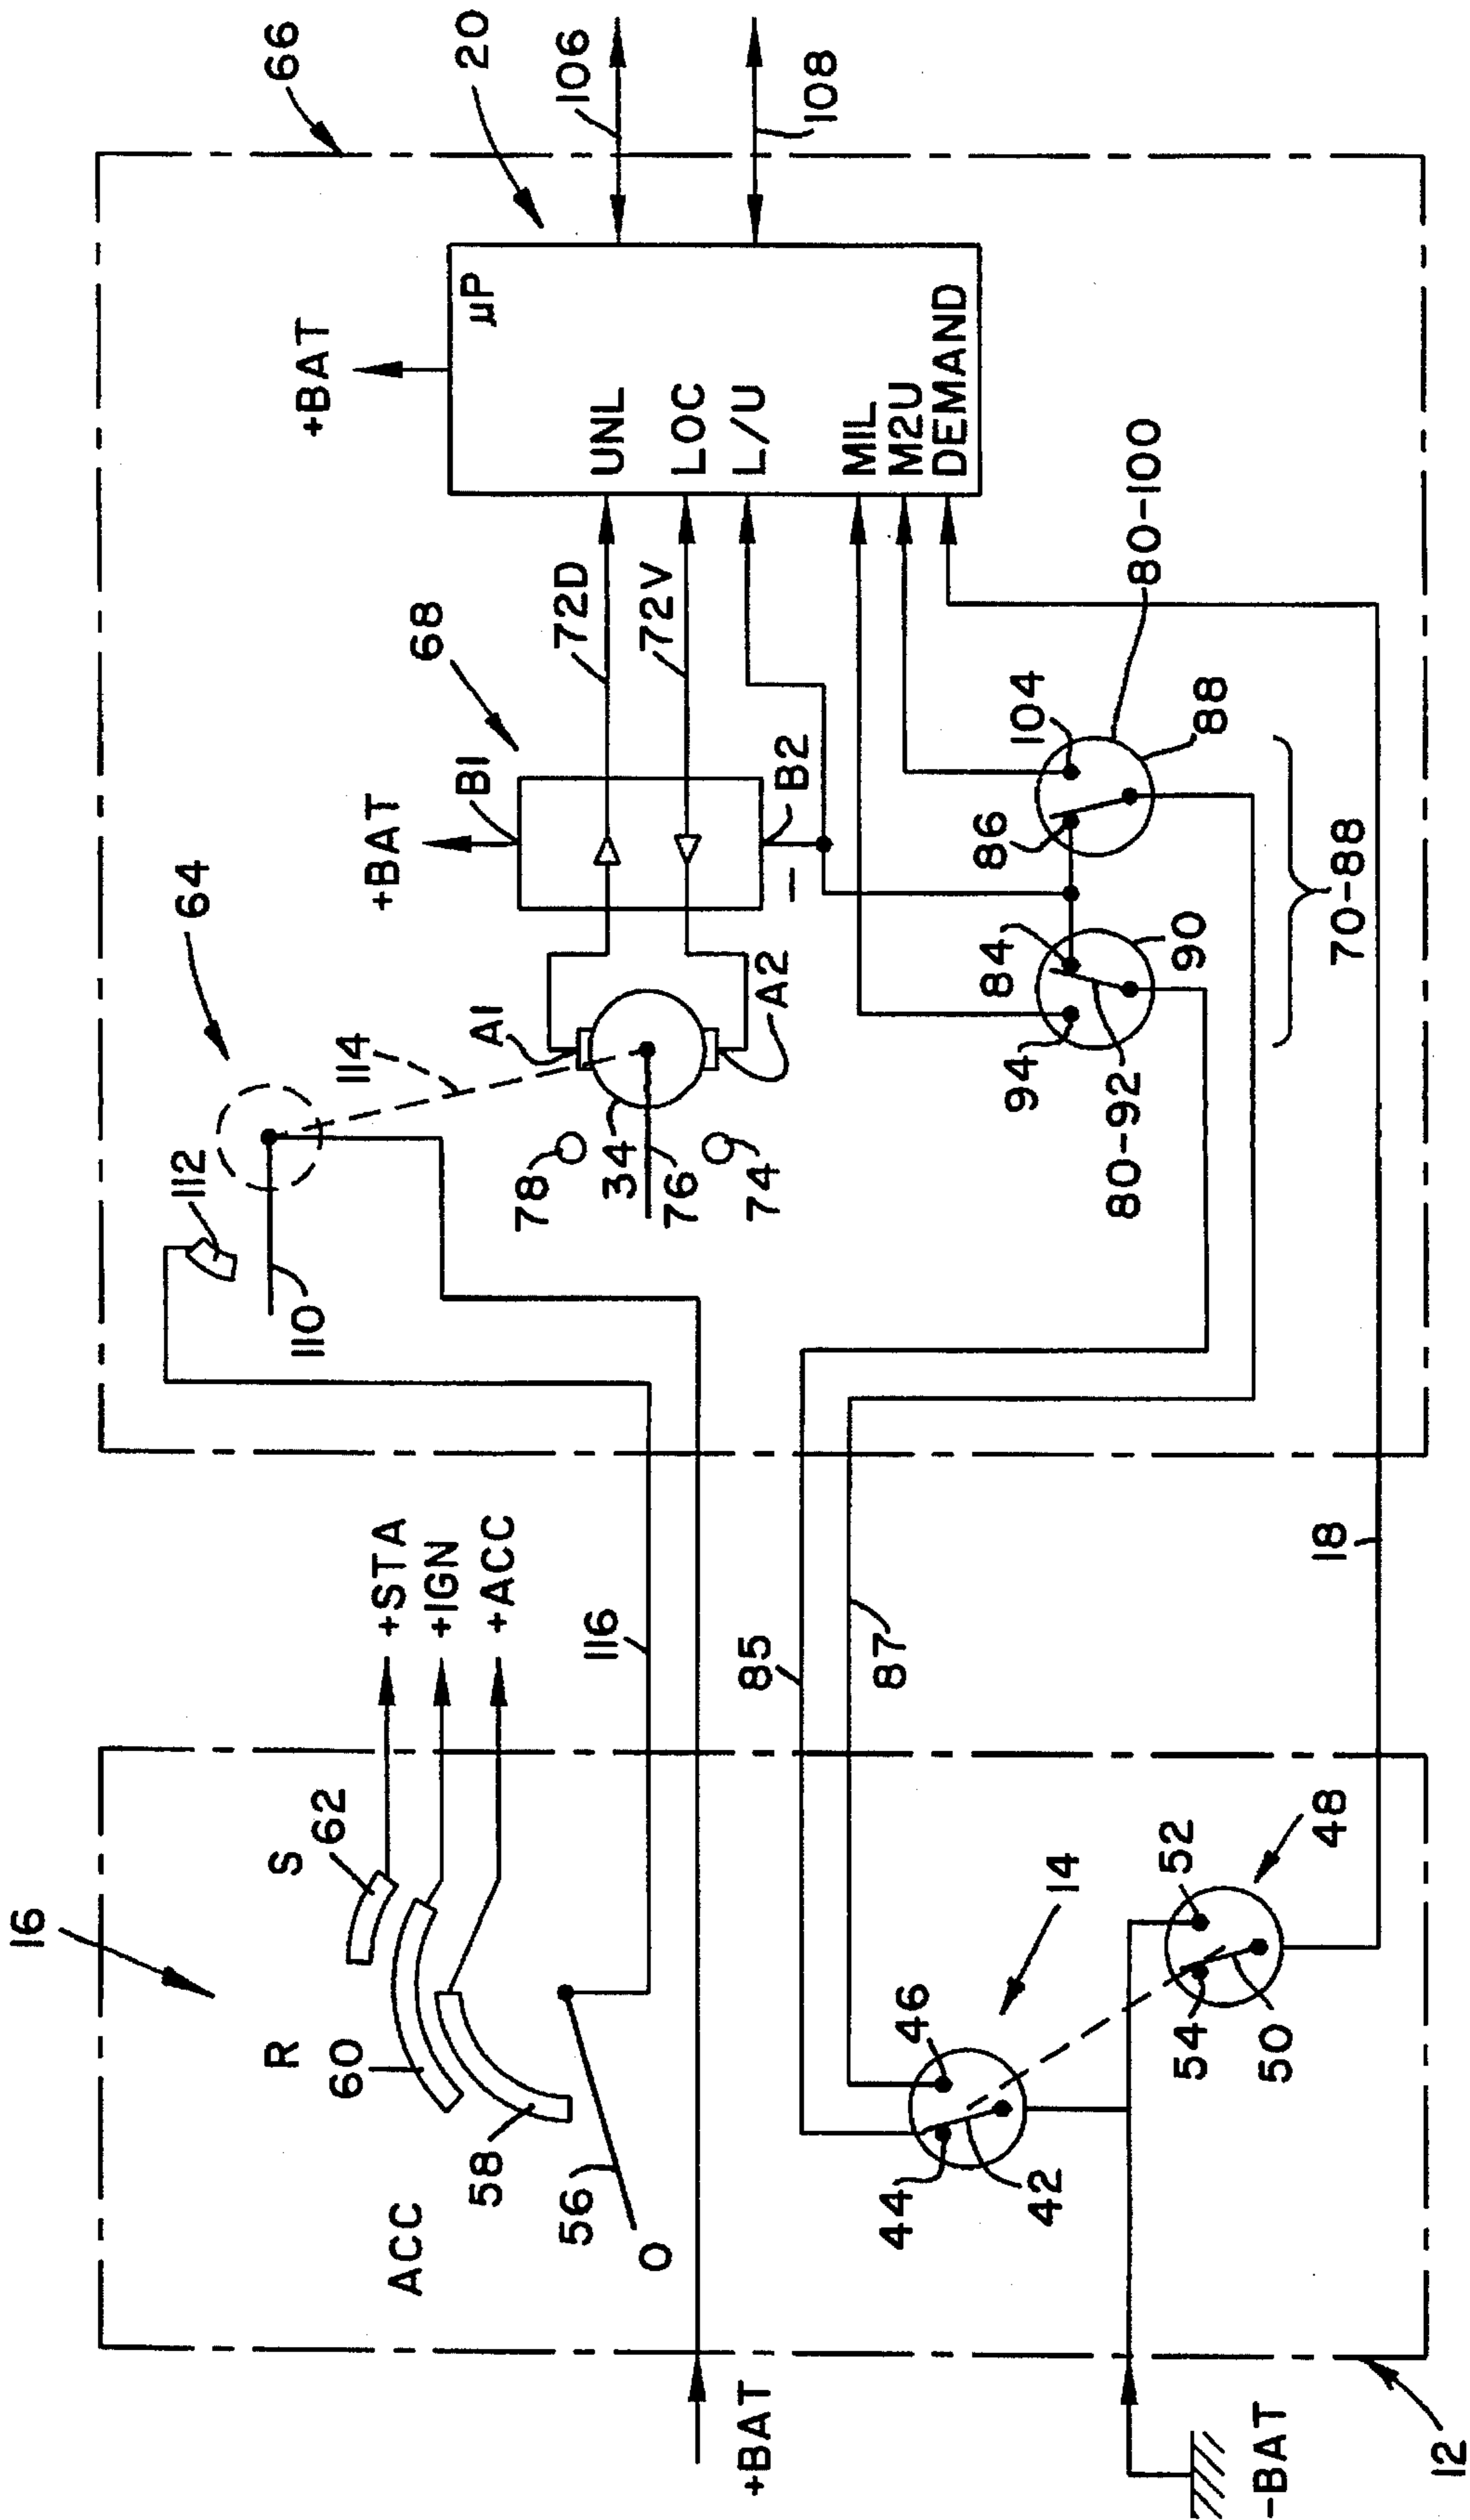 16
S
62
R
60
ACC
58
56
O
+STA
+IGN
+ACC
116
+BAT
44
46
42
14
54
52
50
48
-BAT
12
85
87
18
64
66
112
110
114
78
34
76
74
A1
A2
+BAT
B1
68
B2
-
72D
72V
+BAT
20
µP
UNL
LOC
L/U
MIL
M2U
DEMAND
106
108
94
84
90
80-92
86
104
88
80-100
70-88